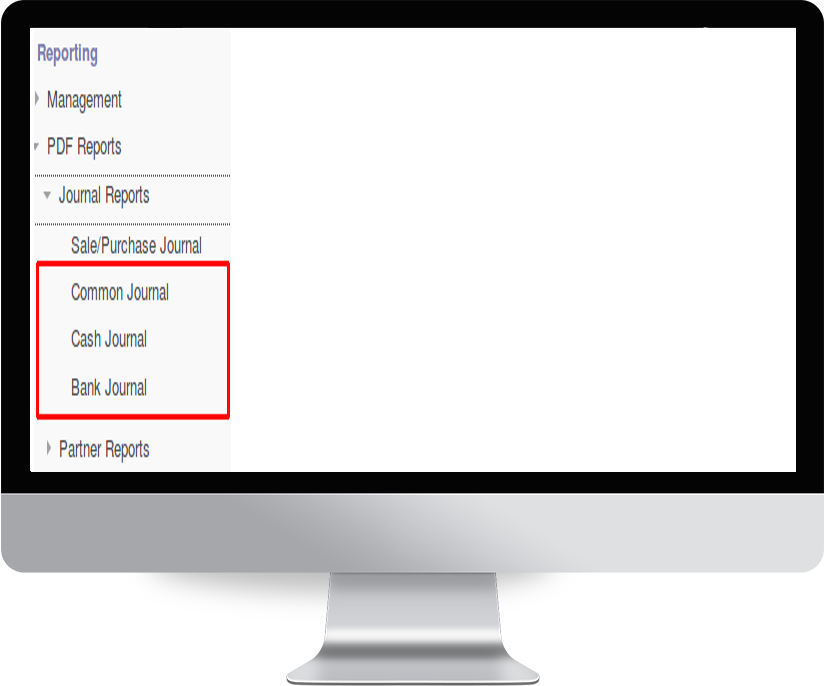 Reporting
Management
PDF Reports
Journal Reports
Sale/Purchase Journal
Common Journal
Cash Journal
Bank Journal
Partner Reports